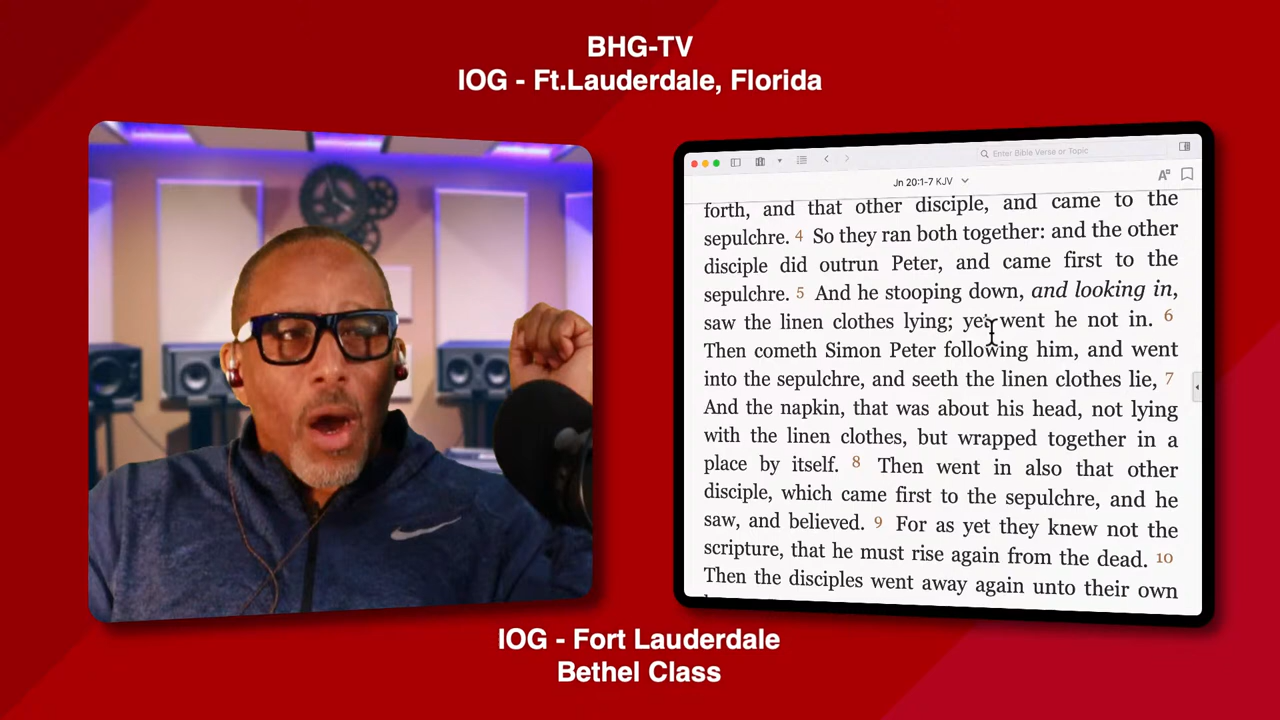 BHG-TV
IOG - Ft.Lauderdale, Florida
Enter Bible Verse or Topic
Jn 20:1-7 KJV
forth, and that other disciple, and came to the
sepulchre. 4 So they ran both together: and the other
disciple did outrun Peter, and came first to the
sepulchre. 5 And he stooping down, and looking in,
saw the linen clothes lying; yet went he not in. 6
Then cometh Simon Peter following him, and went
into the sepulchre, and seeth the linen clothes lie, 7
And the napkin, that was about his head, not lying
with the linen clothes, but wrapped together in a
place by itself. 8 Then went in also that other
disciple, which came first to the sepulchre, and he
saw, and believed. 9 For as yet they knew not the
scripture, that he must rise again from the dead. 10
Then the disciples went away again unto their own
IOG - Fort Lauderdale
Bethel Class